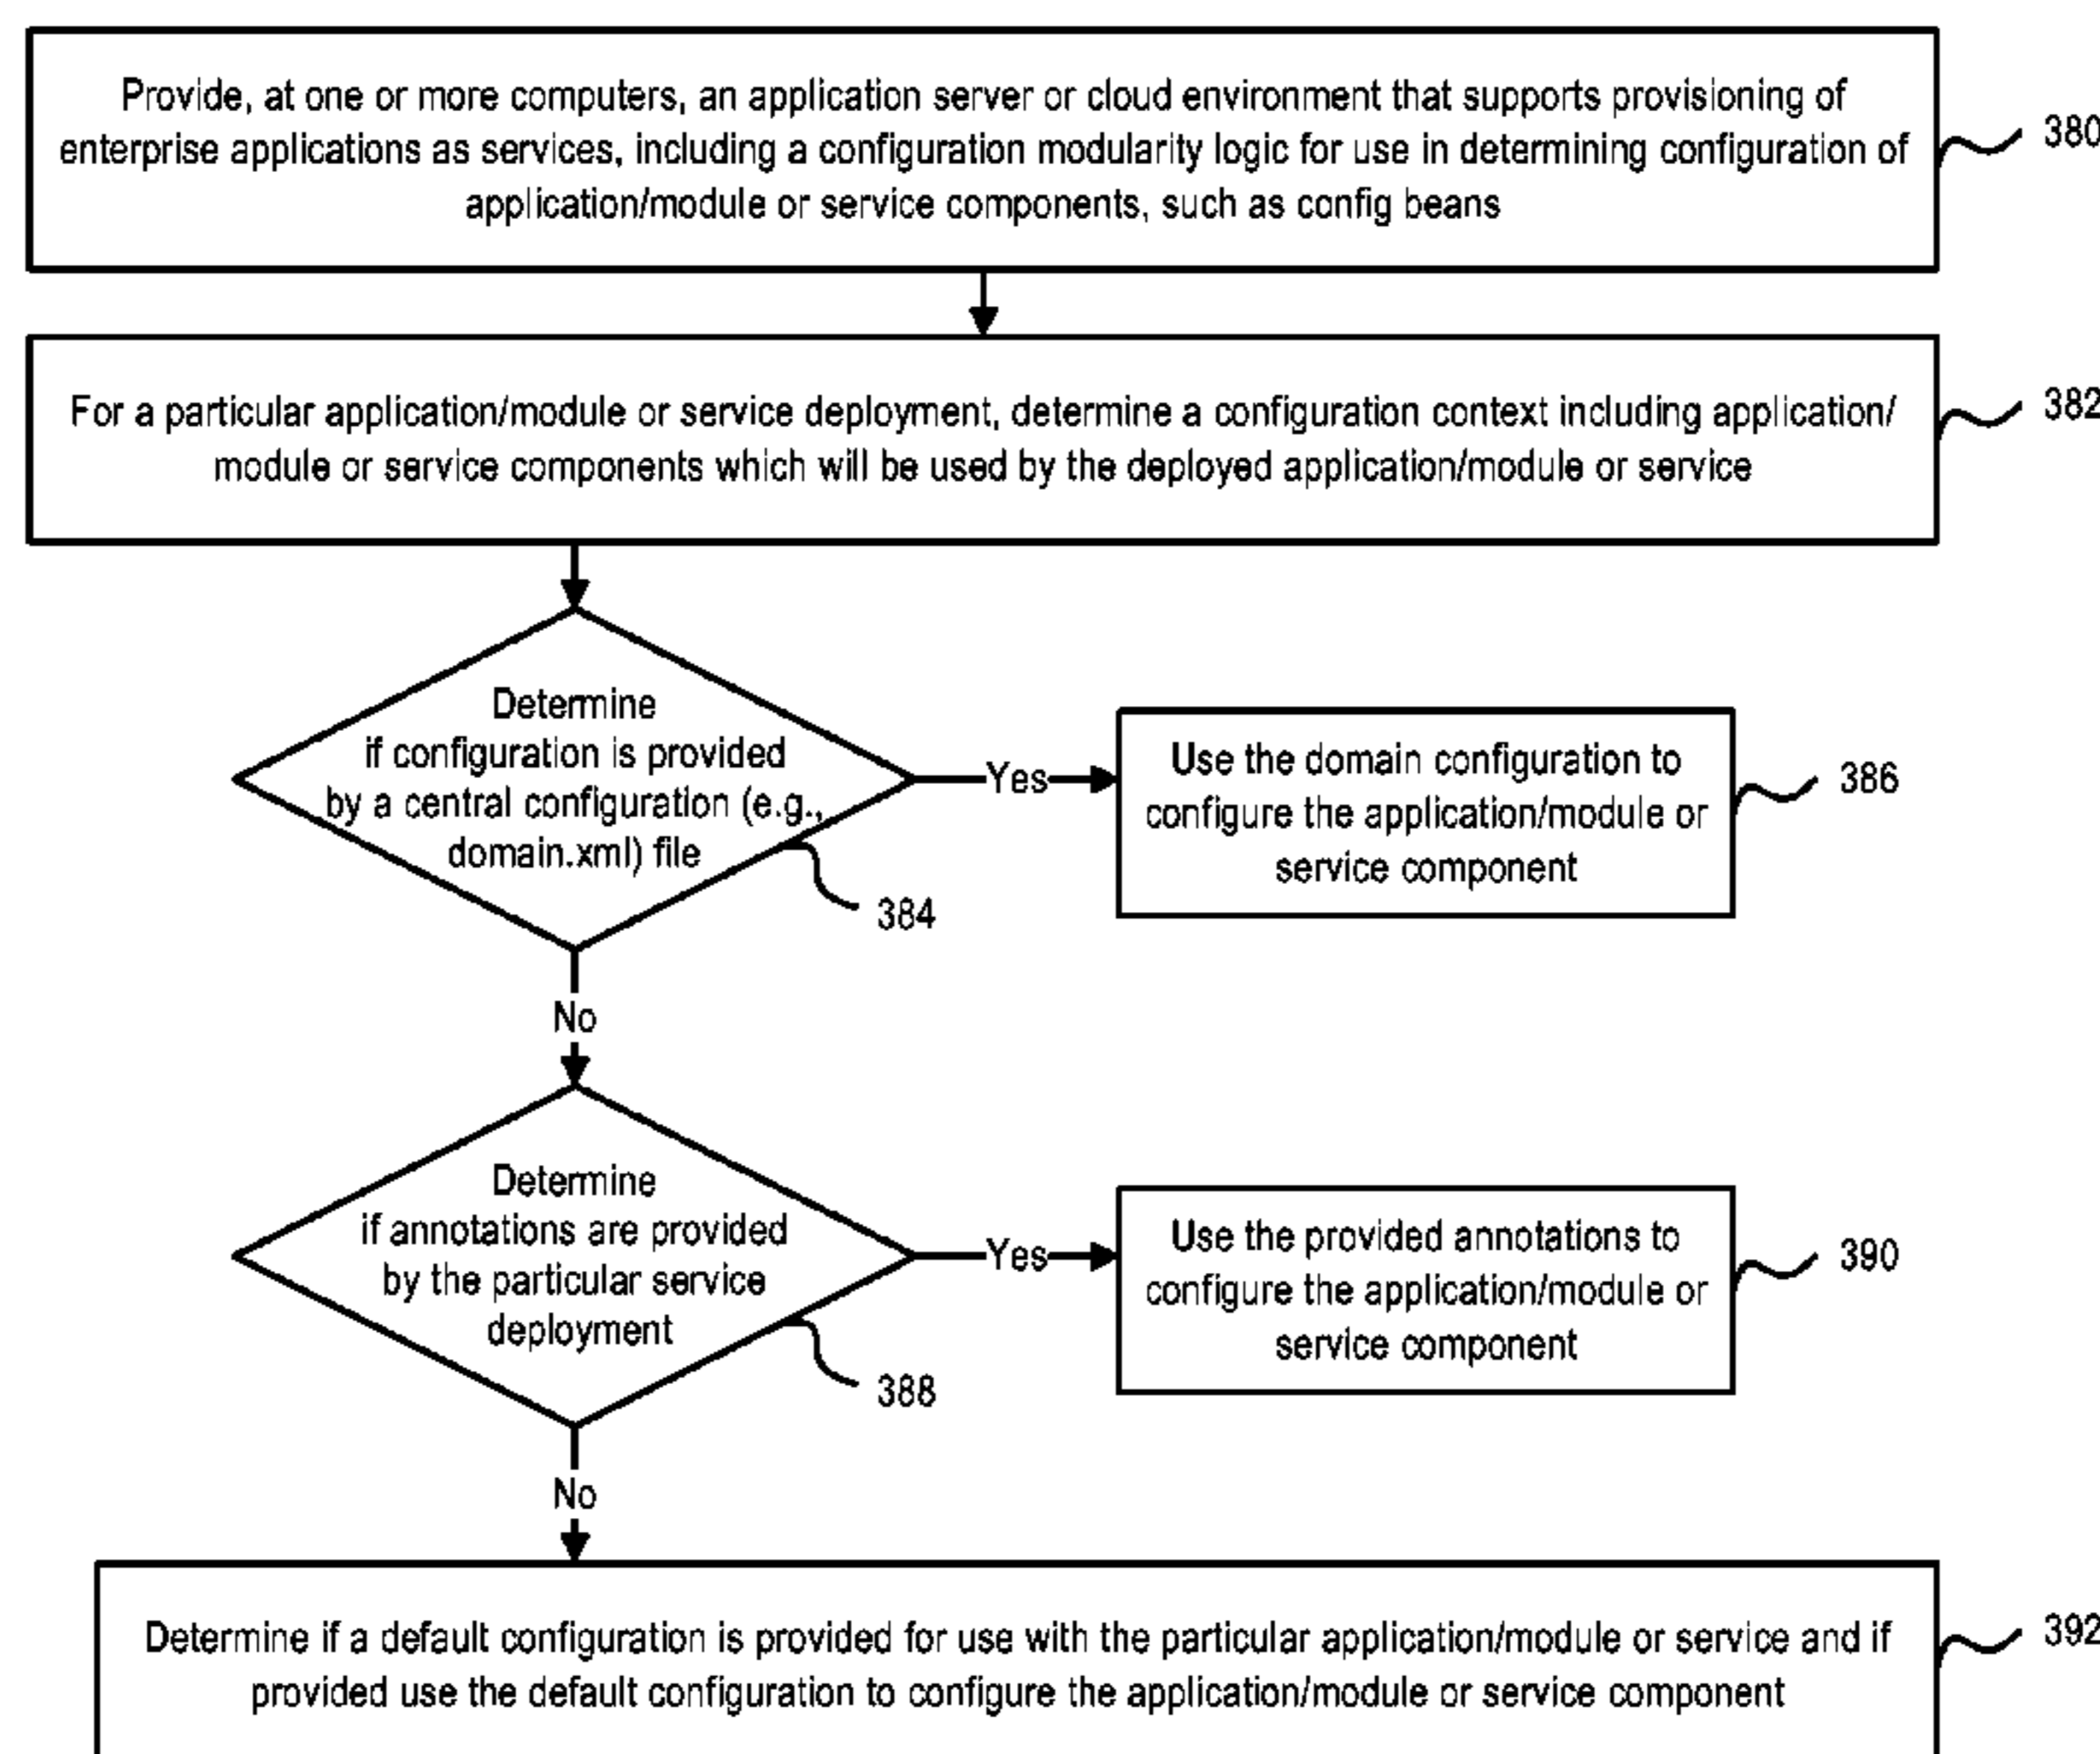 Provide, at one or more computers, an application server or cloud environment that supports provisioning of
enterprise applications as services, including a configuration modularity logic for use in determining configuration of
application/module or service components, such as config beans
380
For a particular application/module or service deployment, determine a configuration context including application/
module or service components which will be used by the deployed application/module or service
382
Determine
if configuration is provided
by a central configuration (e.g.,
domain.xml) file
384
Yes
Use the domain configuration to
configure the application/module or
service component
386
No
Determine
if annotations are provided
by the particular service
deployment
388
Yes
Use the provided annotations to
configure the application/module or
service component
390
No
Determine if a default configuration is provided for use with the particular application/module or service and if
provided use the default configuration to configure the application/module or service component
392